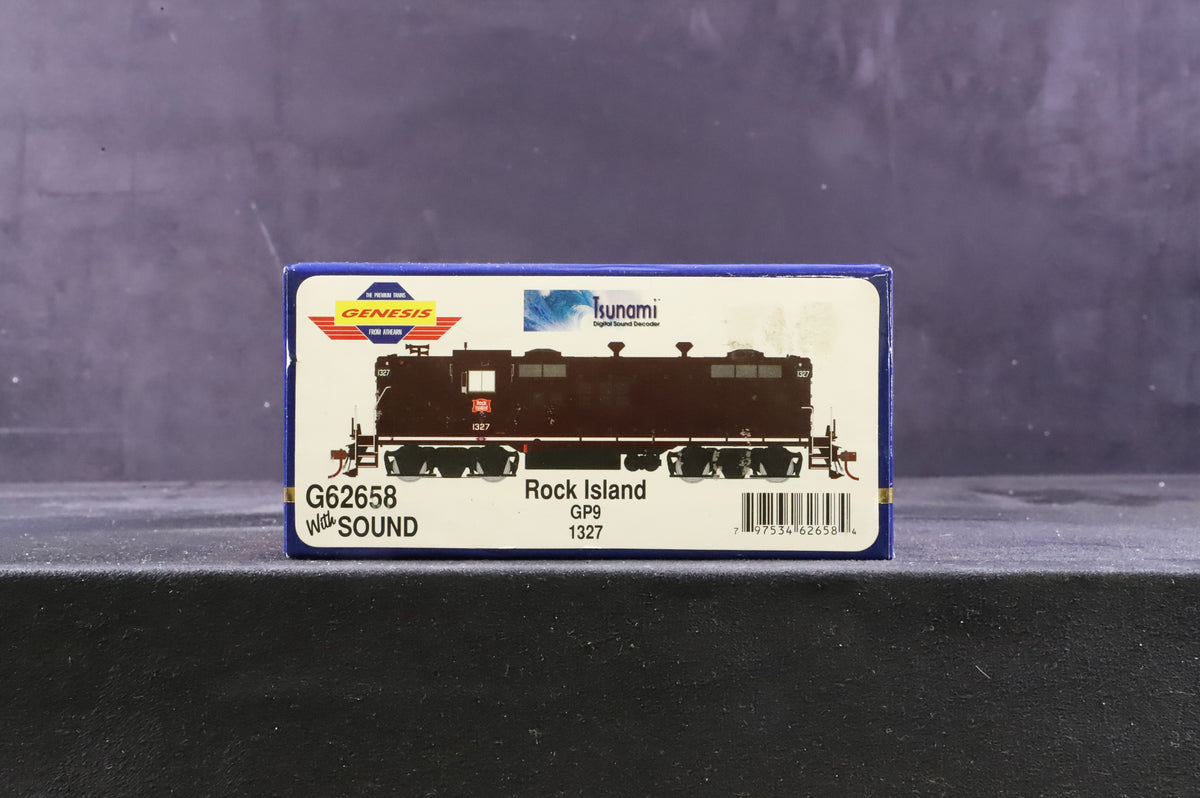 THE PREMIUM TRAINS
GENESIS
FROM ATHEARN
Tsunami™
Digital Sound Decoder
1327
1327
Rock
Island
1327
G62658
With SOUND
Rock Island
GP9
1327
7 97534 62658 4